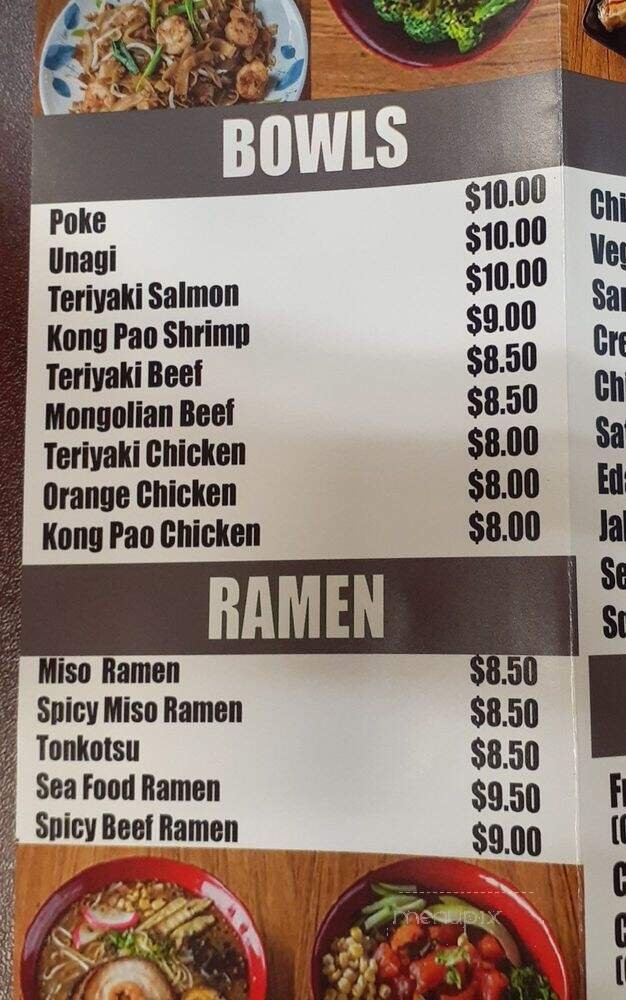 BOWLS
Poke $10.00
Unagi $10.00
Teriyaki Salmon $10.00
Kong Pao Shrimp $9.00
Teriyaki Beef $8.50
Mongolian Beef $8.50
Teriyaki Chicken $8.00
Orange Chicken $8.00
Kong Pao Chicken $8.00
RAMEN
Miso Ramen $8.50
Spicy Miso Ramen $8.50
Tonkotsu $8.50
Sea Food Ramen $9.50
Spicy Beef Ramen $9.00
menupix